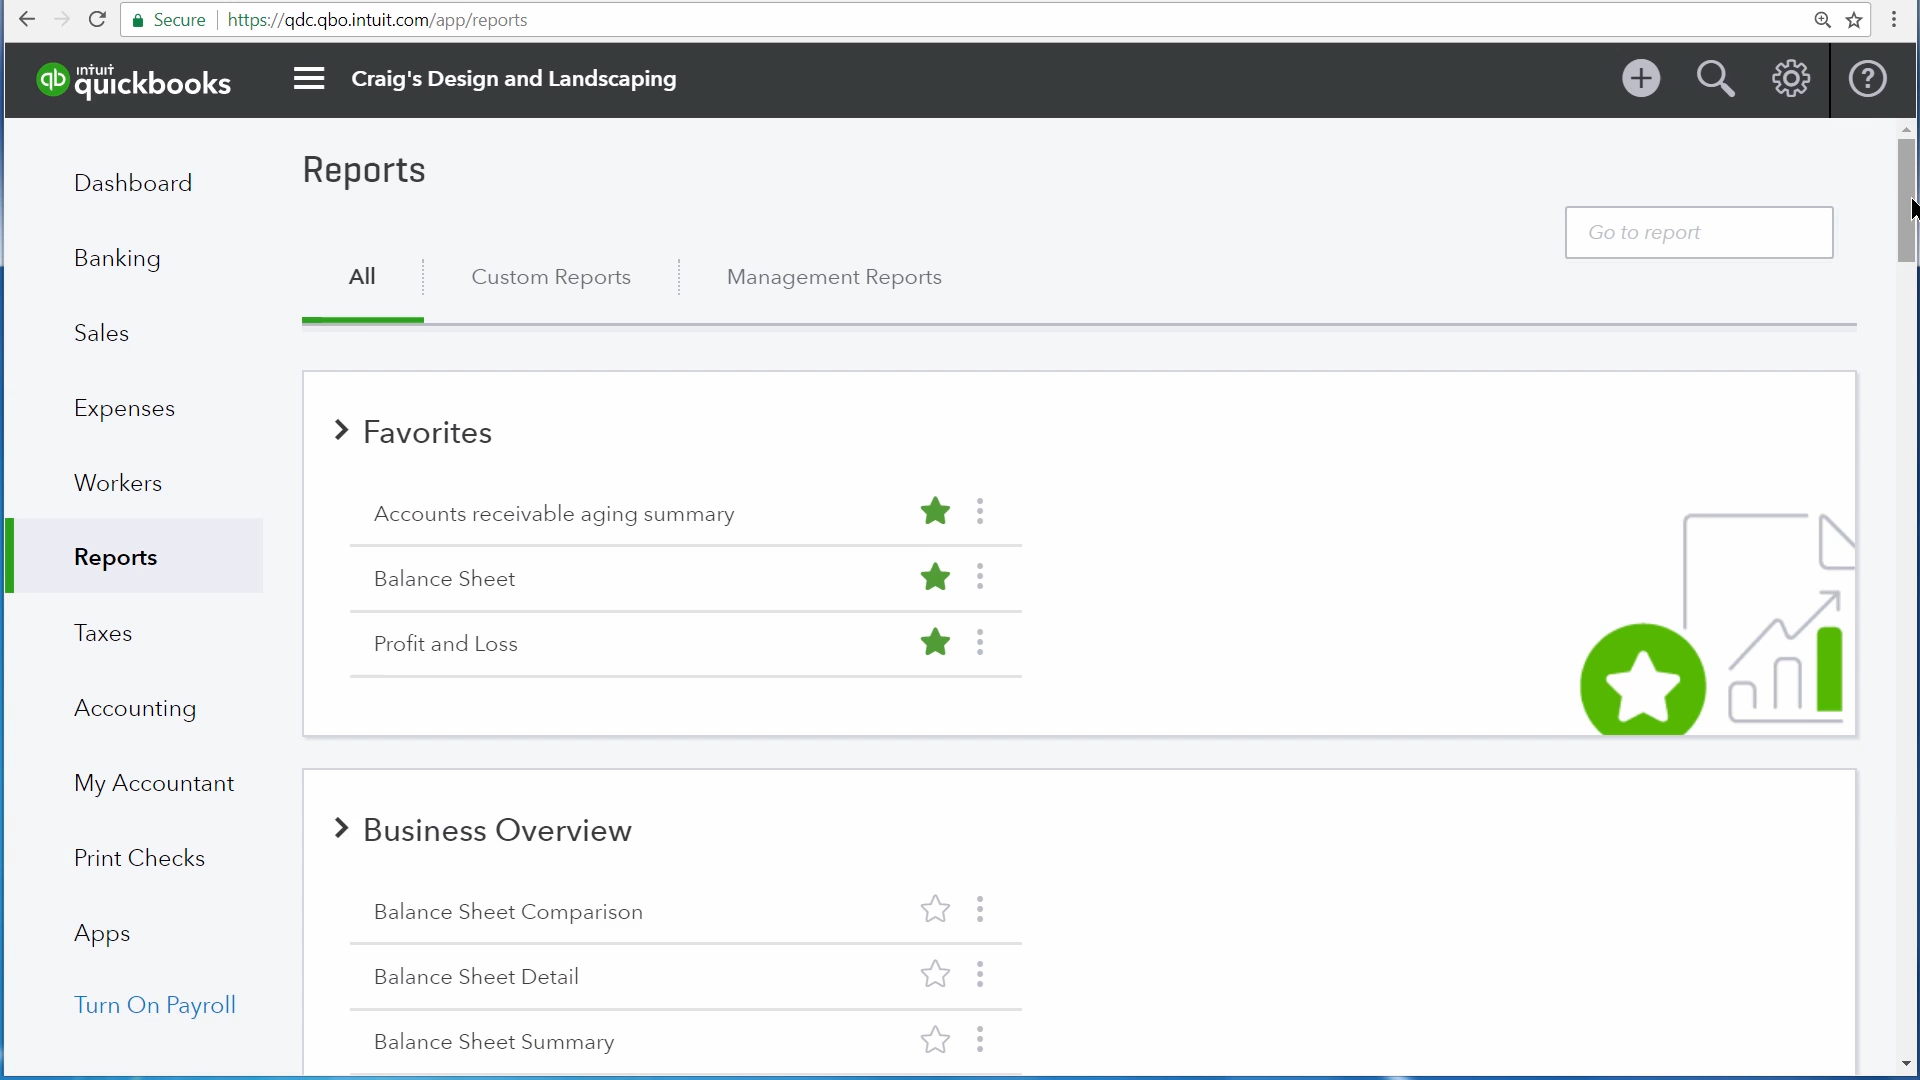 Secure https://qdc.qbo.intuit.com/app/reports
qb intuit quickbooks
Craig's Design and Landscaping
?
Dashboard
Banking
Sales
Expenses
Workers
Reports
Taxes
Accounting
My Accountant
Print Checks
Apps
Turn On Payroll
Reports
Go to report
All
Custom Reports
Management Reports
Favorites
Accounts receivable aging summary
Balance Sheet
Profit and Loss
Business Overview
Balance Sheet Comparison
Balance Sheet Detail
Balance Sheet Summary